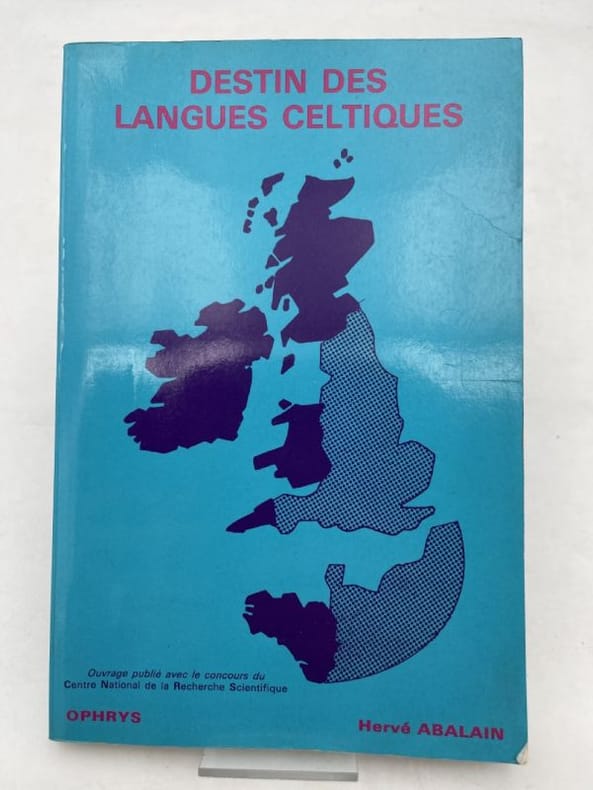 DESTIN DES
LANGUES CELTIQUES
Ouvrage publié avec le concours du
Centre National de la Recherche Scientifique
OPHRYS
Hervé ABALAIN